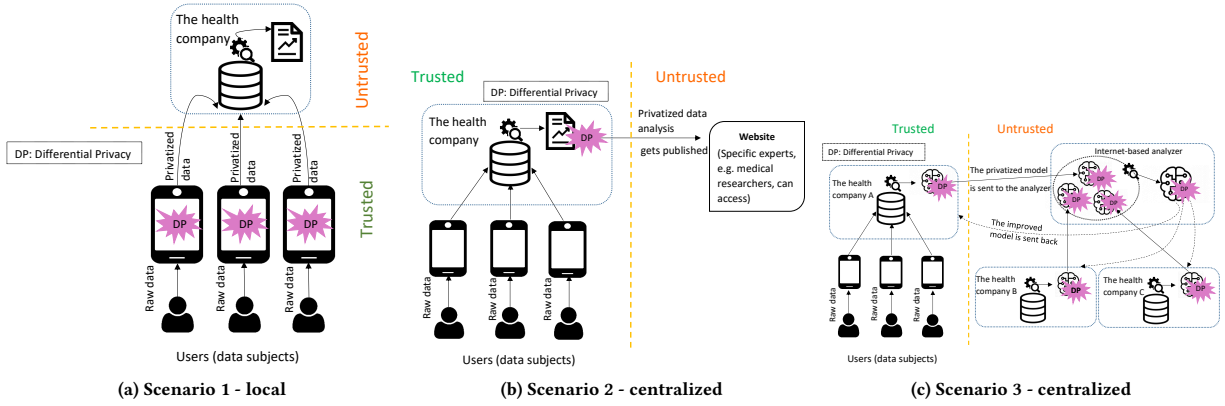 The health
company
Untrusted
DP: Differential Privacy
Privatized
data
Privatized
data
Privatized
data
Trusted
DP
DP
DP
Raw data
Raw data
Raw data
Users (data subjects)
(a) Scenario 1 - local
Trusted
Untrusted
DP: Differential Privacy
The health
company
DP
Privatized data
analysis
gets published
Website
(Specific experts,
e.g. medical
researchers, can
access)
Raw data
Raw data
Raw data
Users (data subjects)
(b) Scenario 2 - centralized
Trusted
Untrusted
DP: Differential Privacy
The health
company A
DP
The privatized model
is sent to the analyzer
Internet-based analyzer
DP
DP
DP
DP
The improved
model is sent back
The health
company B
DP
The health
company C
DP
Raw data
Raw data
Raw data
Users (data subjects)
(c) Scenario 3 - centralized